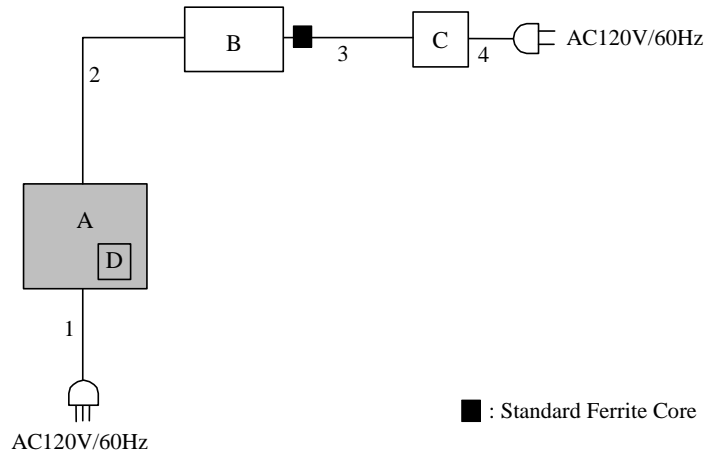 B
C
AC120V/60Hz
2
3
4
A
D
1
: Standard Ferrite Core
AC120V/60Hz